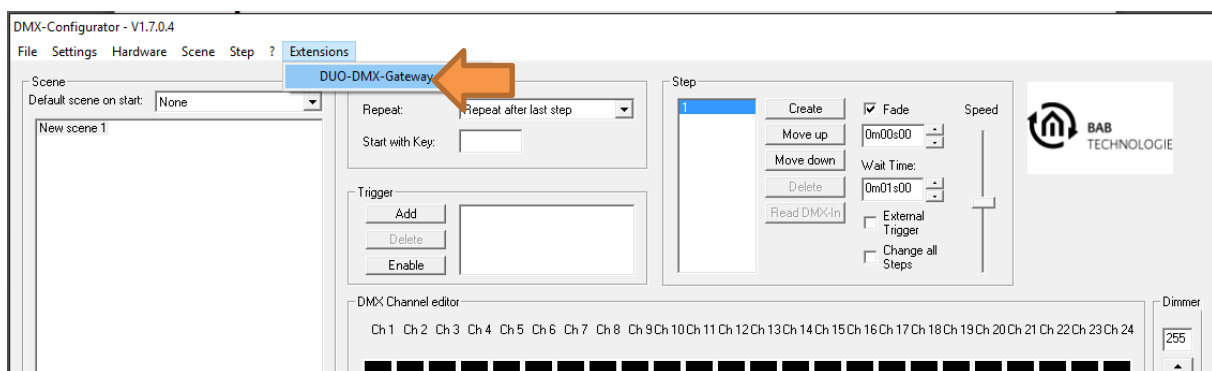 DMX-Configurator - V1.7.0.4
File Settings Hardware Scene Step ? Extensions
DUO-DMX-Gateway
Scene
Default scene on start: None
New scene 1
Repeat: Repeat after last step
Start with Key:
Trigger
Add
Delete
Enable
Step
1
Create
Move up
Move down
Delete
Read DMX-In
Fade
0m00s00
Wait Time:
0m01s00
External
Trigger
Change all
Steps
Speed
BAB
TECHNOLOGIE
DMX Channel editor
Ch 1 Ch 2 Ch 3 Ch 4 Ch 5 Ch 6 Ch 7 Ch 8 Ch 9 Ch 10 Ch 11 Ch 12 Ch 13 Ch 14 Ch 15 Ch 16 Ch 17 Ch 18 Ch 19 Ch 20 Ch 21 Ch 22 Ch 23 Ch 24
Dimmer
255